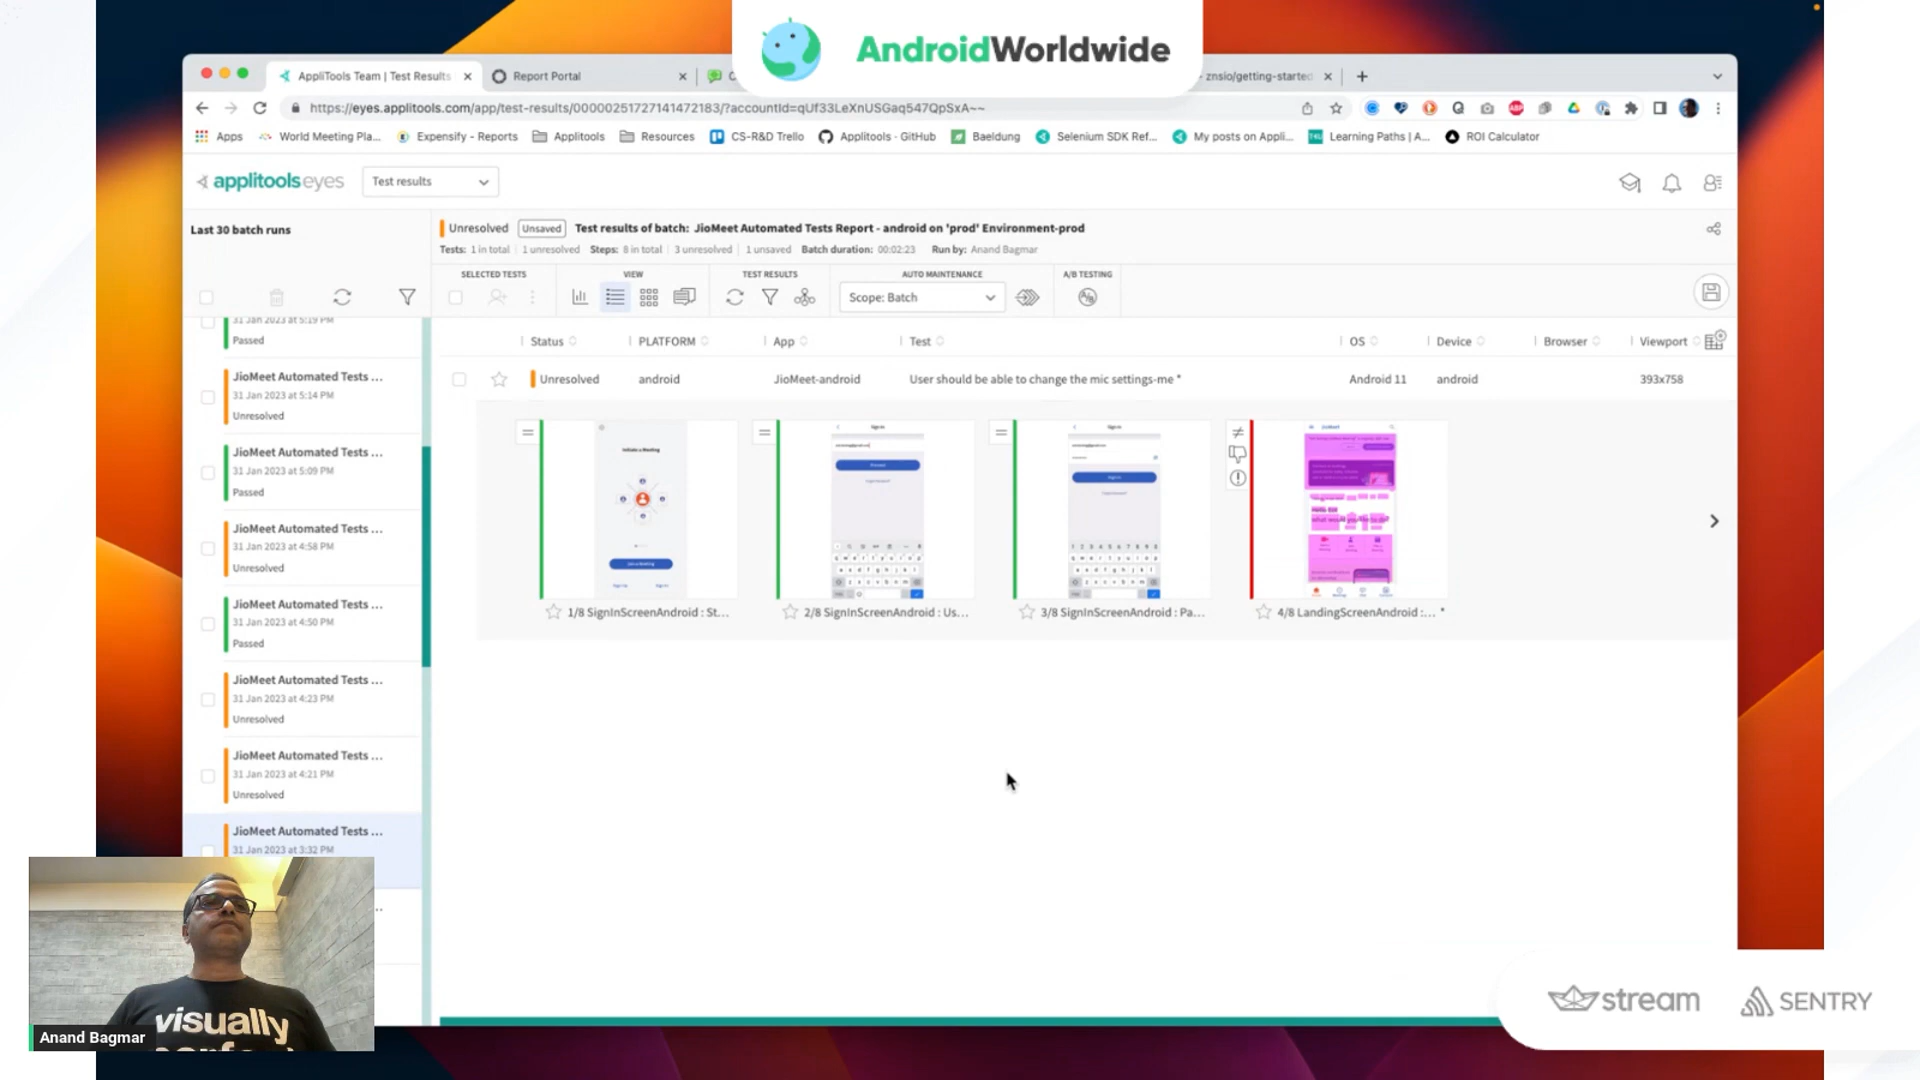 AndroidWorldwide
AppliTools Team | Test Results
Report Portal
znsio/getting-started
https://eyes.applitools.com/app/test-results/00000251727141472183/?accountId=qUf33LeXnUSGaq547QpSxA~~
Apps
World Meeting Pla...
Expensify - Reports
Applitools
Resources
CS-R&D Trello
Applitools · GitHub
Baeldung
Selenium SDK Ref...
My posts on Appli...
Learning Paths | A...
ROI Calculator
applitools eyes
Test results
Last 30 batch runs
Unresolved
Unsaved
Test results of batch: JioMeet Automated Tests Report - android on 'prod' Environment-prod
Tests: 1 in total | 1 unresolved Steps: 8 in total | 3 unresolved | 1 unsaved Batch duration: 00:02:23 Run by: Anand Bagmar
SELECTED TESTS
VIEW
TEST RESULTS
AUTO MAINTENANCE
A/B TESTING
Scope: Batch
Status
PLATFORM
App
Test
OS
Device
Browser
Viewport
Unresolved
android
JioMeet-android
User should be able to change the mic settings-me *
Android 11
android
393x758
1/8 SignInScreenAndroid : St...
2/8 SignInScreenAndroid : Us...
3/8 SignInScreenAndroid : Pa...
4/8 LandingScreenAndroid :... *
31 Jan 2023 at 5:19 PM
Passed
JioMeet Automated Tests ...
31 Jan 2023 at 5:14 PM
Unresolved
JioMeet Automated Tests ...
31 Jan 2023 at 5:09 PM
Passed
JioMeet Automated Tests ...
31 Jan 2023 at 4:58 PM
Unresolved
JioMeet Automated Tests ...
31 Jan 2023 at 4:50 PM
Passed
JioMeet Automated Tests ...
31 Jan 2023 at 4:23 PM
Unresolved
JioMeet Automated Tests ...
31 Jan 2023 at 4:21 PM
Unresolved
JioMeet Automated Tests ...
31 Jan 2023 at 3:32 PM
visually
Anand Bagmar
stream
SENTRY